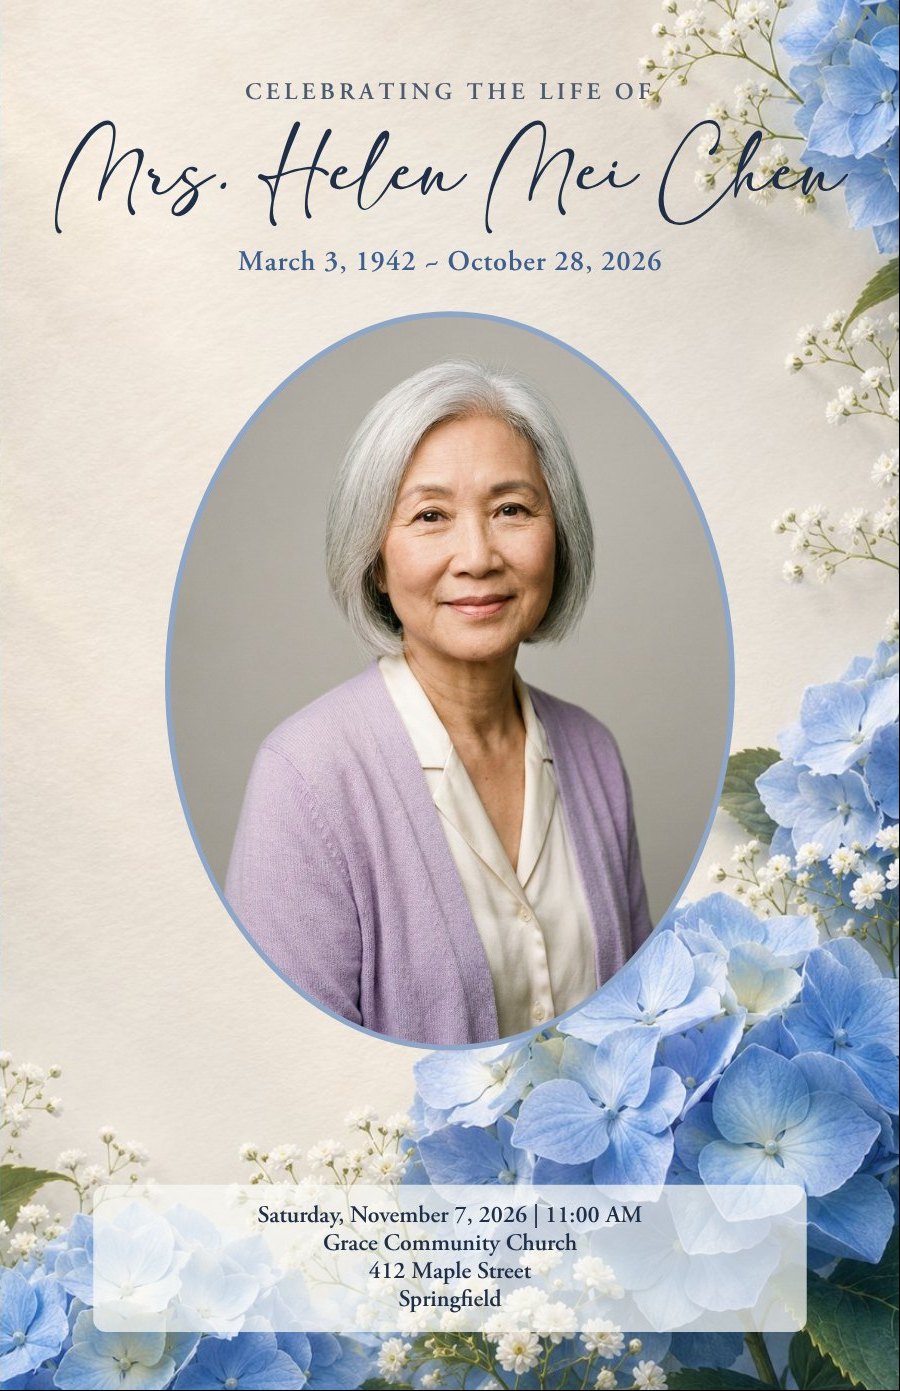 CELEBRATING THE LIFE OF
Mrs. Helen Mei Chen
March 3, 1942 ~ October 28, 2026
Saturday, November 7, 2026 | 11:00 AM
Grace Community Church
412 Maple Street
Springfield